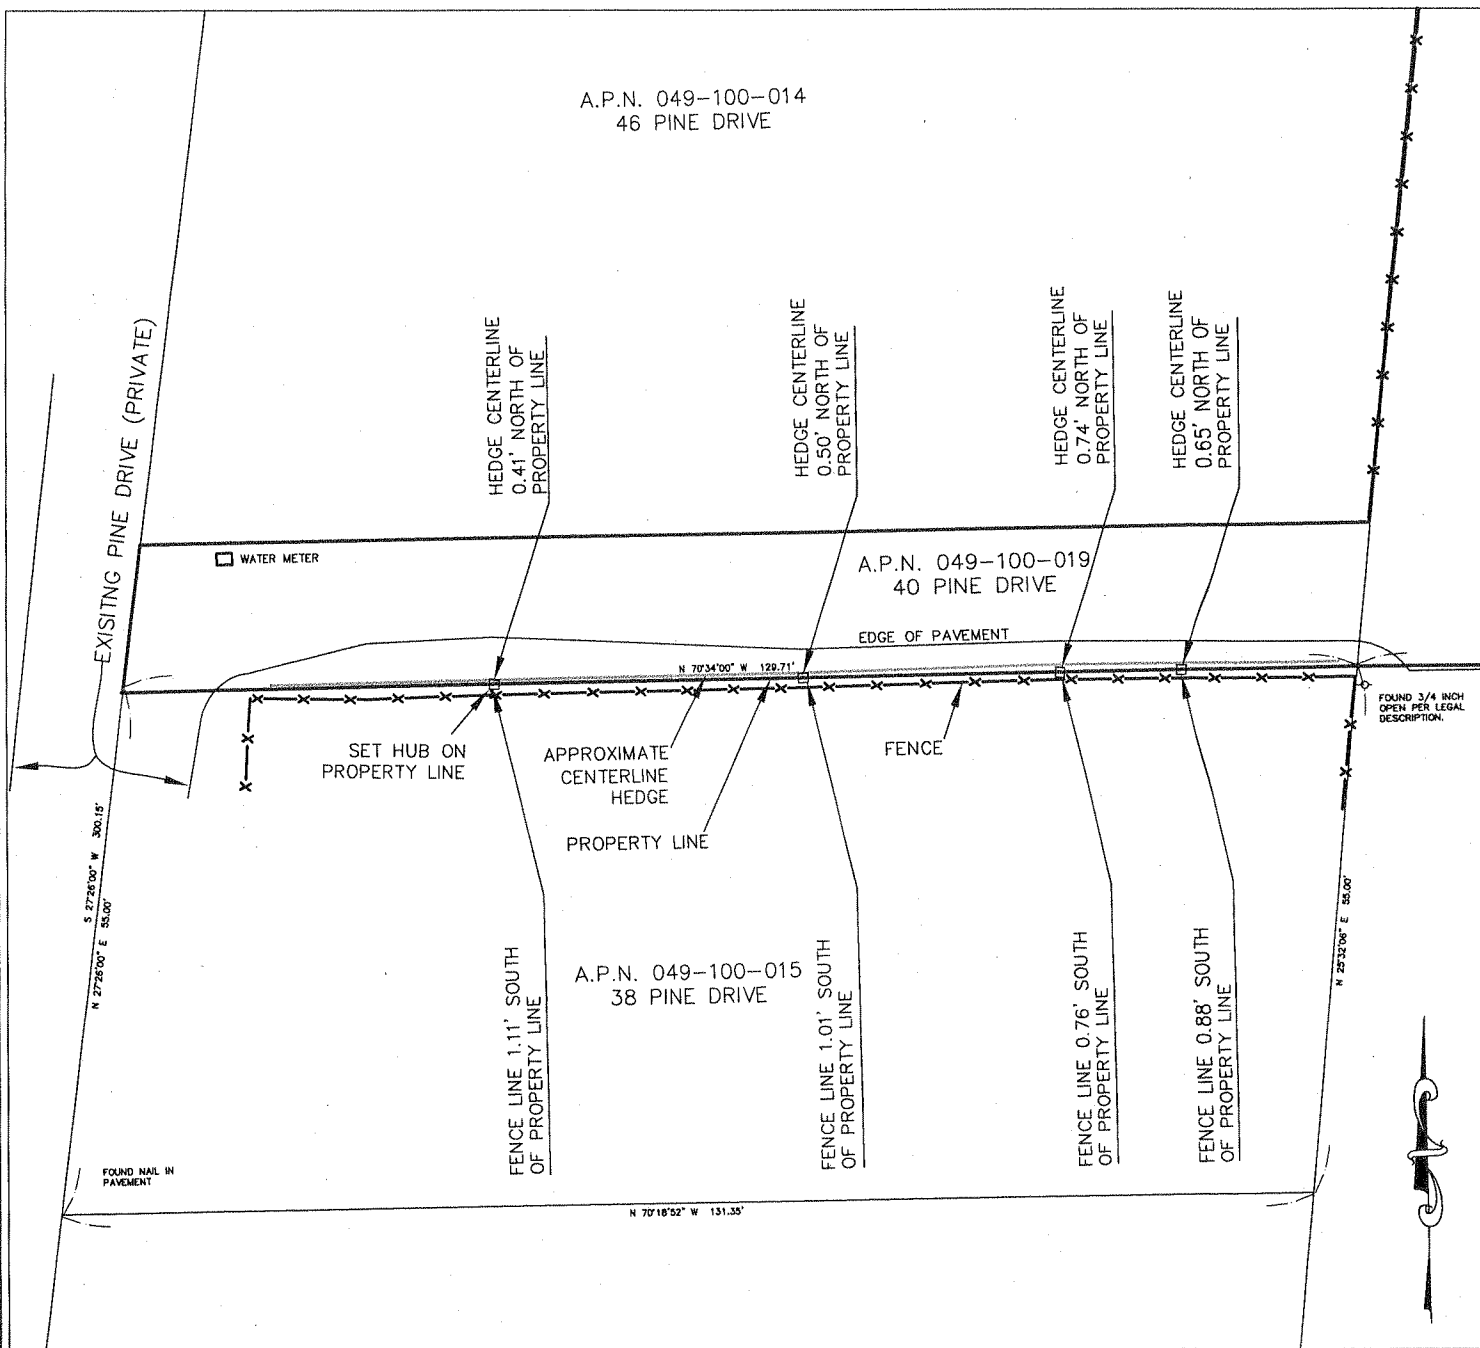 A.P.N. 049-100-014
46 PINE DRIVE
EXISITNG PINE DRIVE (PRIVATE)
HEDGE CENTERLINE
0.41' NORTH OF
PROPERTY LINE
HEDGE CENTERLINE
0.50' NORTH OF
PROPERTY LINE
HEDGE CENTERLINE
0.74' NORTH OF
PROPERTY LINE
HEDGE CENTERLINE
0.65' NORTH OF
PROPERTY LINE
WATER METER
A.P.N. 049-100-019
40 PINE DRIVE
EDGE OF PAVEMENT
N 70°34'00" W 129.71'
FOUND 3/4 INCH
OPEN PER LEGAL
DESCRIPTION.
SET HUB ON
PROPERTY LINE
APPROXIMATE
CENTERLINE
HEDGE
FENCE
PROPERTY LINE
S 27°26'00" W 300.15'
N 27°26'00" E 55.00'
N 25°32'06" E 55.00'
A.P.N. 049-100-015
38 PINE DRIVE
FENCE LINE 1.11' SOUTH
OF PROPERTY LINE
FENCE LINE 1.01' SOUTH
OF PROPERTY LINE
FENCE LINE 0.76' SOUTH
OF PROPERTY LINE
FENCE LINE 0.88' SOUTH
OF PROPERTY LINE
FOUND NAIL IN
PAVEMENT
N 70°18'52" W 131.35'